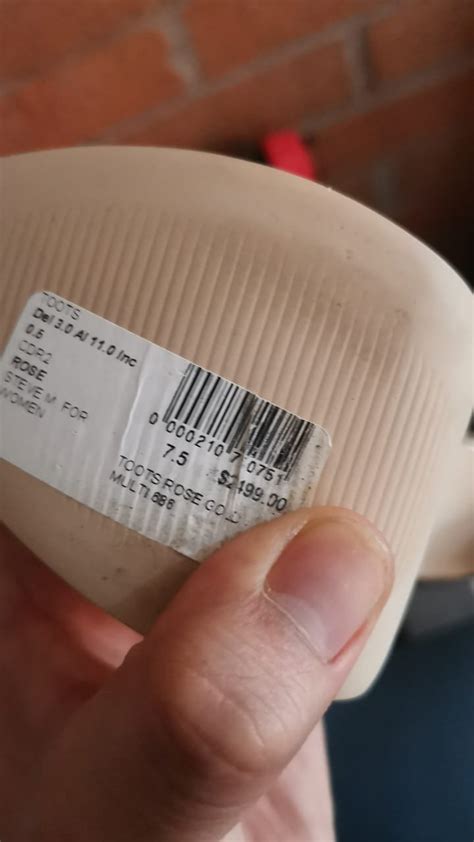 TOOTS
Del 3.0 Al 11.0 Inc
0.5
CDR2
ROSE
STEVE M FOR
WOMEN
0 000210 7 0751
7.5 $2499.00
TOOTS ROSE GOLD
MULTI 686